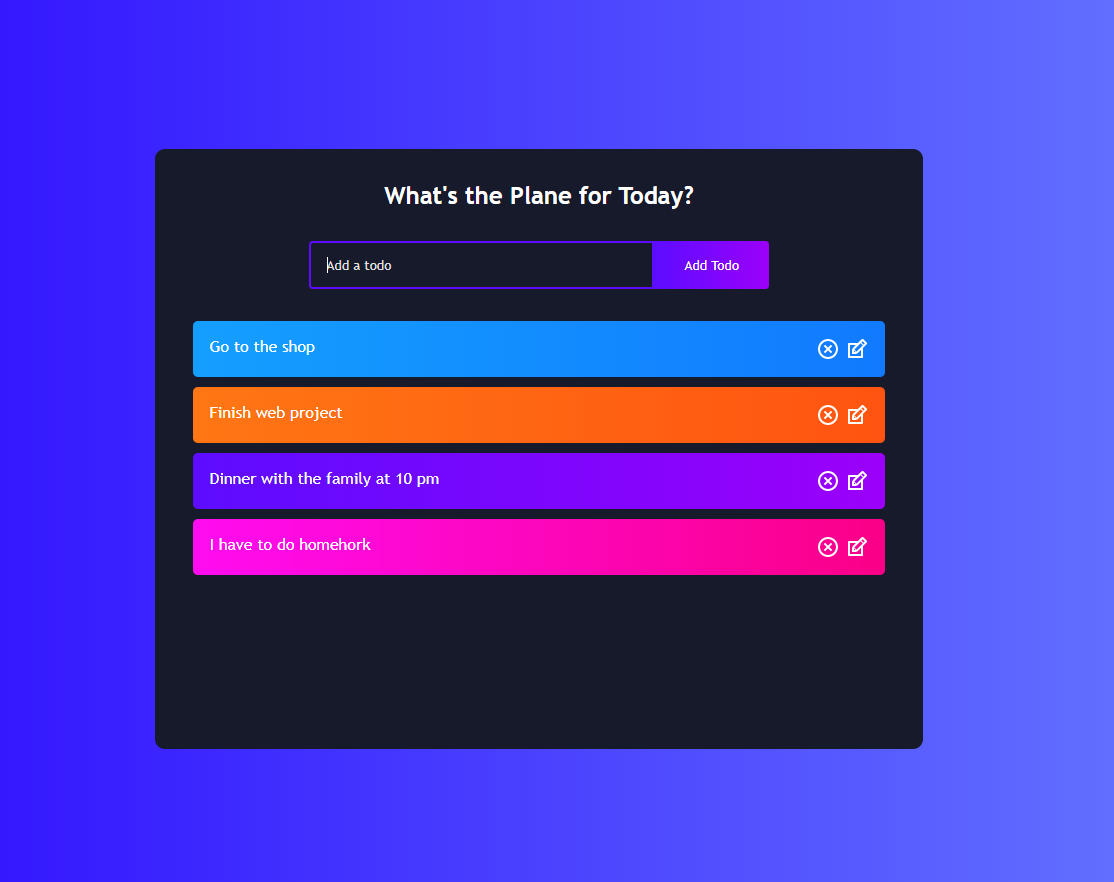 What's the Plane for Today?
Add a todo
Add Todo
Go to the shop
Finish web project
Dinner with the family at 10 pm
I have to do homehork